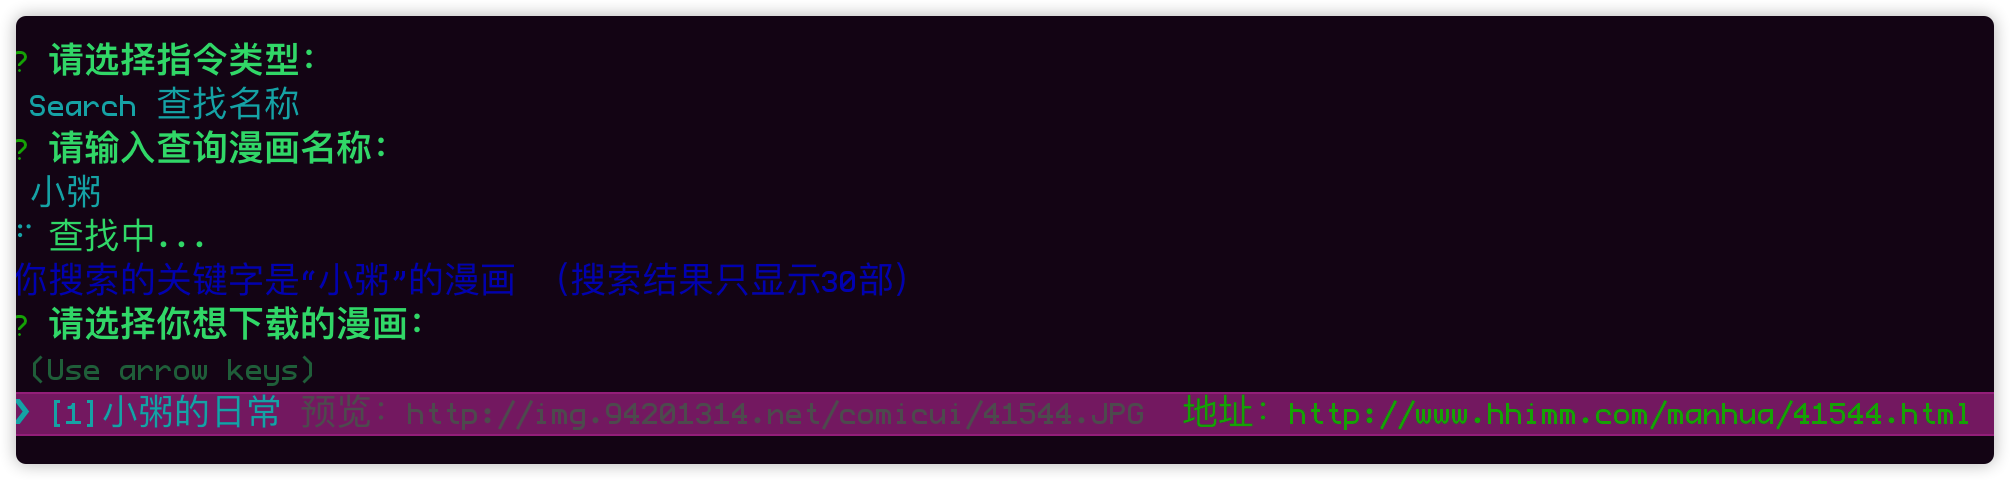 ? 请选择指令类型：
Search 查找名称
? 请输入查询漫画名称：
小粥
⠋ 查找中...
你搜索的关键字是“小粥”的漫画 （搜索结果只显示30部）
? 请选择你想下载的漫画：
(Use arrow keys)
❯ [1]小粥的日常 预览：http://img.94201314.net/comicui/41544.JPG 地址：http://www.hhimm.com/manhua/41544.html